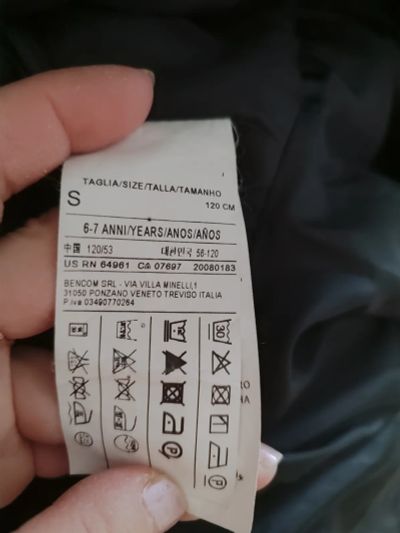 TAGLIA/SIZE/TALLA/TAMANHO
S 120 CM
6-7 ANNI/YEARS/ANOS/AÑOS
中国 120/53 대한민국 56-120
US RN 64961 CA 07697 20080183
BENCOM SRL - VIA VILLA MINELLI,1
31050 PONZANO VENETO TREVISO ITALIA
P.iva 03490770264
30
P
P